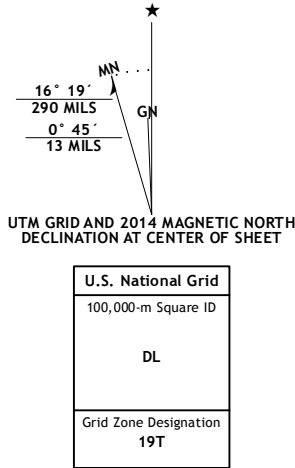 ★
MN
GN
16° 19´
290 MILS
0° 45´
13 MILS
UTM GRID AND 2014 MAGNETIC NORTH
DECLINATION AT CENTER OF SHEET
U.S. National Grid
100,000-m Square ID
DL
Grid Zone Designation
19T